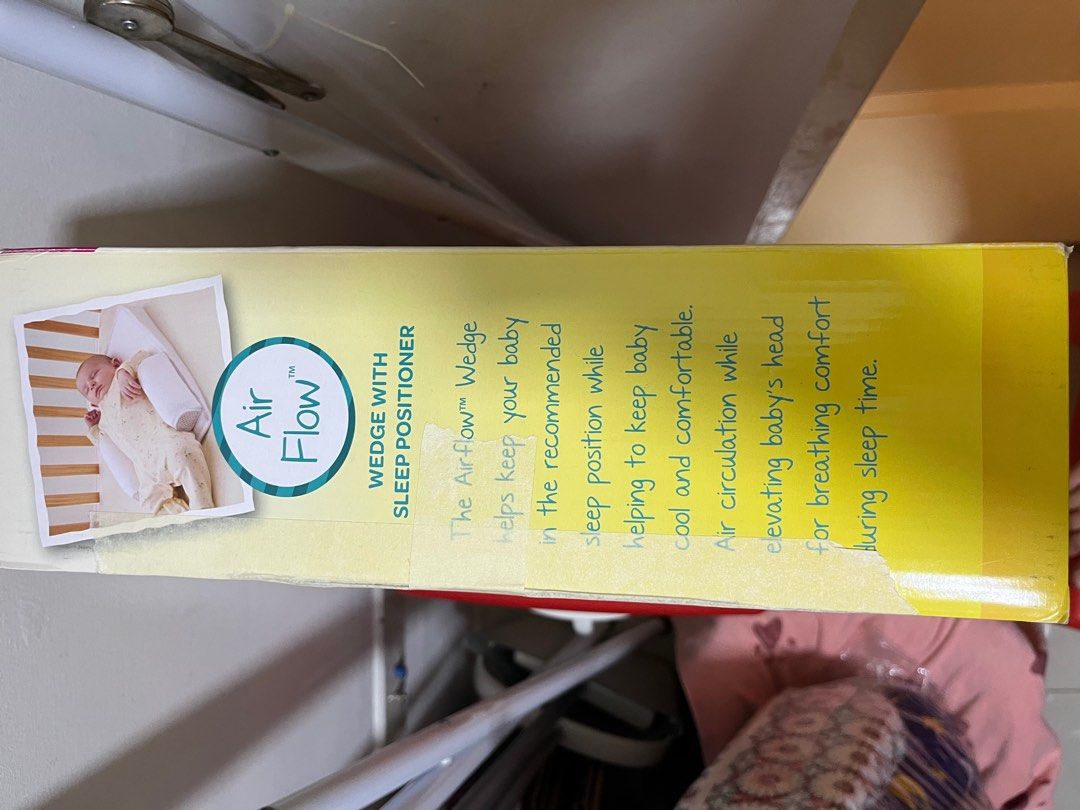 Air
Flow™
WEDGE WITH
SLEEP POSITIONER
The Airflow™ Wedge
helps keep your baby
in the recommended
sleep position while
helping to keep baby
cool and comfortable.
Air circulation while
elevating baby's head
for breathing comfort
during sleep time.